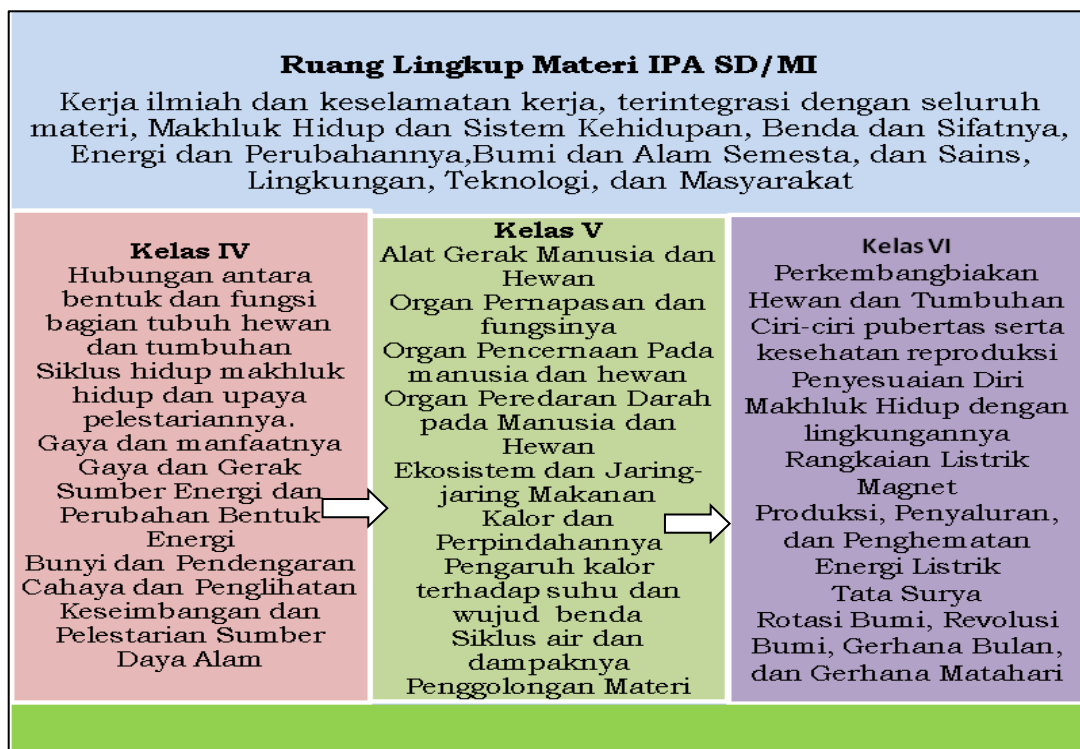 Ruang Lingkup Materi IPA SD/MI
Kerja ilmiah dan keselamatan kerja, terintegrasi dengan seluruh
materi, Makhluk Hidup dan Sistem Kehidupan, Benda dan Sifatnya,
Energi dan Perubahannya,Bumi dan Alam Semesta, dan Sains,
Lingkungan, Teknologi, dan Masyarakat
Kelas IV
Hubungan antara
bentuk dan fungsi
bagian tubuh hewan
dan tumbuhan
Siklus hidup makhluk
hidup dan upaya
pelestariannya.
Gaya dan manfaatnya
Gaya dan Gerak
Sumber Energi dan
Perubahan Bentuk
Energi
Bunyi dan Pendengaran
Cahaya dan Penglihatan
Keseimbangan dan
Pelestarian Sumber
Daya Alam
Kelas V
Alat Gerak Manusia dan
Hewan
Organ Pernapasan dan
fungsinya
Organ Pencernaan Pada
manusia dan hewan
Organ Peredaran Darah
pada Manusia dan
Hewan
Ekosistem dan Jaring-
jaring Makanan
Kalor dan
Perpindahannya
Pengaruh kalor
terhadap suhu dan
wujud benda
Siklus air dan
dampaknya
Penggolongan Materi
Kelas VI
Perkembangbiakan
Hewan dan Tumbuhan
Ciri-ciri pubertas serta
kesehatan reproduksi
Penyesuaian Diri
Makhluk Hidup dengan
lingkungannya
Rangkaian Listrik
Magnet
Produksi, Penyaluran,
dan Penghematan
Energi Listrik
Tata Surya
Rotasi Bumi, Revolusi
Bumi, Gerhana Bulan,
dan Gerhana Matahari